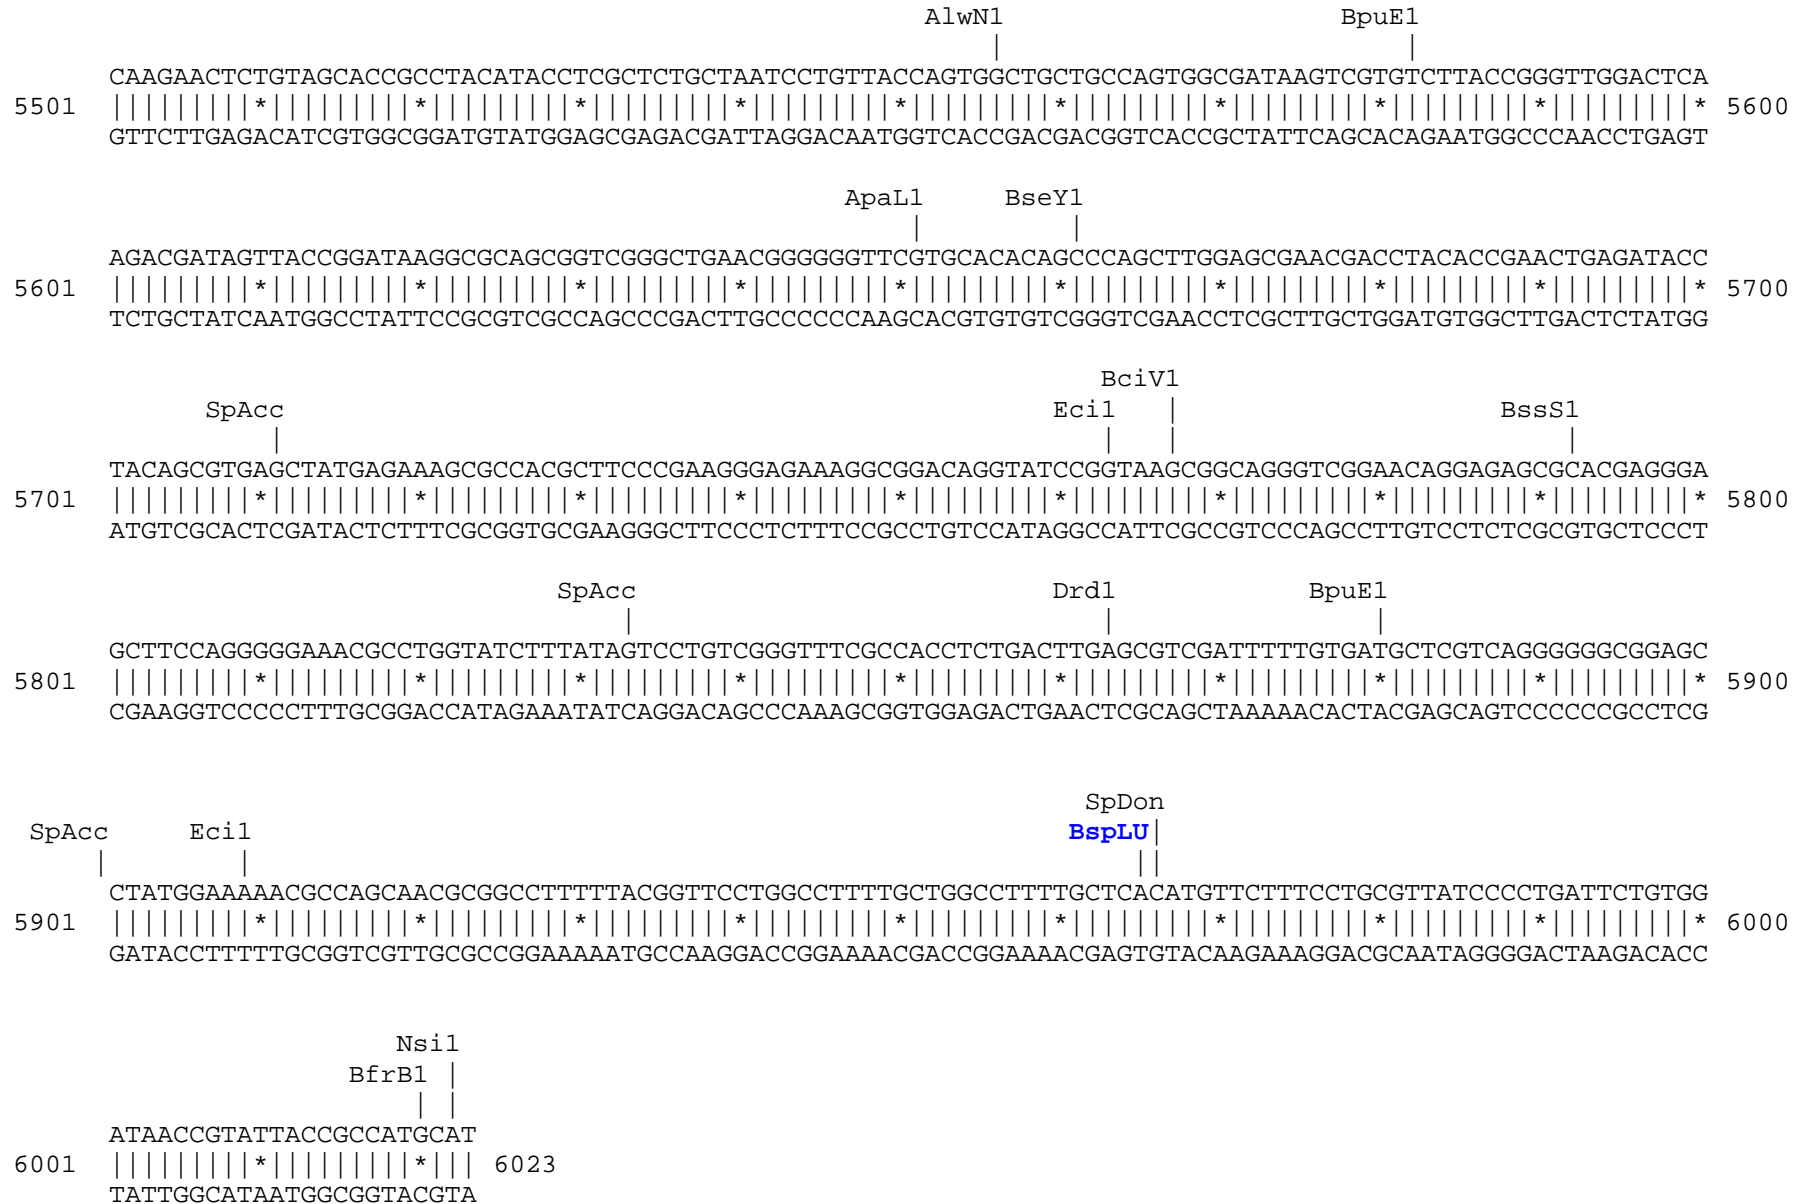 AlwN1 BpuE1
| |
CAAGAACTCTGTAGCACCGCCTACATACCTCGCTCTGCTAATCCTGTTACCAGTGGCTGCTGCCAGTGGCGATAAGTCGTGTCTTACCGGGTTGGACTCA
5501 |||||||||*|||||||||*|||||||||*|||||||||*|||||||||*|||||||||*|||||||||*|||||||||*|||||||||*|||||||||* 5600
GTTCTTGAGACATCGTGGCGGATGTATGGAGCGAGACGATTAGGACAATGGTCACCGACGACGGTCACCGCTATTCAGCACAGAATGGCCCAACCTGAGT
ApaL1 BseY1
| |
AGACGATAGTTACCGGATAAGGCGCAGCGGTCGGGCTGAACGGGGGGTTCGTGCACACAGCCCAGCTTGGAGCGAACGACCTACACCGAACTGAGATACC
5601 |||||||||*|||||||||*|||||||||*|||||||||*|||||||||*|||||||||*|||||||||*|||||||||*|||||||||*|||||||||* 5700
TCTGCTATCAATGGCCTATTCCGCGTCGCCAGCCCGACTTGCCCCCCAAGCACGTGTGTCGGGTCGAACCTCGCTTGCTGGATGTGGCTTGACTCTATGG
BciV1
SpAcc Eci1 | BssS1
| | | |
TACAGCGTGAGCTATGAGAAAGCGCCACGCTTCCCGAAGGGAGAAAGGCGGACAGGTATCCGGTAAGCGGCAGGGTCGGAACAGGAGAGCGCACGAGGGA
5701 |||||||||*|||||||||*|||||||||*|||||||||*|||||||||*|||||||||*|||||||||*|||||||||*|||||||||*|||||||||* 5800
ATGTCGCACTCGATACTCTTTCGCGGTGCGAAGGGCTTCCCTCTTTCCGCCTGTCCATAGGCCATTCGCCGTCCCAGCCTTGTCCTCTCGCGTGCTCCCT
SpAcc Drd1 BpuE1
| | |
GCTTCCAGGGGGAAACGCCTGGTATCTTTATAGTCCTGTCGGGTTTCGCCACCTCTGACTTGAGCGTCGATTTTTGTGATGCTCGTCAGGGGGGCGGAGC
5801 |||||||||*|||||||||*|||||||||*|||||||||*|||||||||*|||||||||*|||||||||*|||||||||*|||||||||*|||||||||* 5900
CGAAGGTCCCCCTTTGCGGACCATAGAAATATCAGGACAGCCCAAAGCGGTGGAGACTGAACTCGCAGCTAAAAACACTACGAGCAGTCCCCCCGCCTCG
SpDon
SpAcc Eci1 BspLU|
| | ||
CTATGGAAAAACGCCAGCAACGCGGCCTTTTTACGGTTCCTGGCCTTTTGCTGGCCTTTTGCTCACATGTTCTTTCCTGCGTTATCCCCTGATTCTGTGG
5901 |||||||||*|||||||||*|||||||||*|||||||||*|||||||||*|||||||||*|||||||||*|||||||||*|||||||||*|||||||||* 6000
GATACCTTTTTGCGGTCGTTGCGCCGGAAAAATGCCAAGGACCGGAAAACGACCGGAAAACGAGTGTACAAGAAAGGACGCAATAGGGGACTAAGACACC
Nsi1
BfrB1 |
| |
ATAACCGTATTACCGCCATGCAT
6001 |||||||||*|||||||||*||| 6023
TATTGGCATAATGGCGGTACGTA